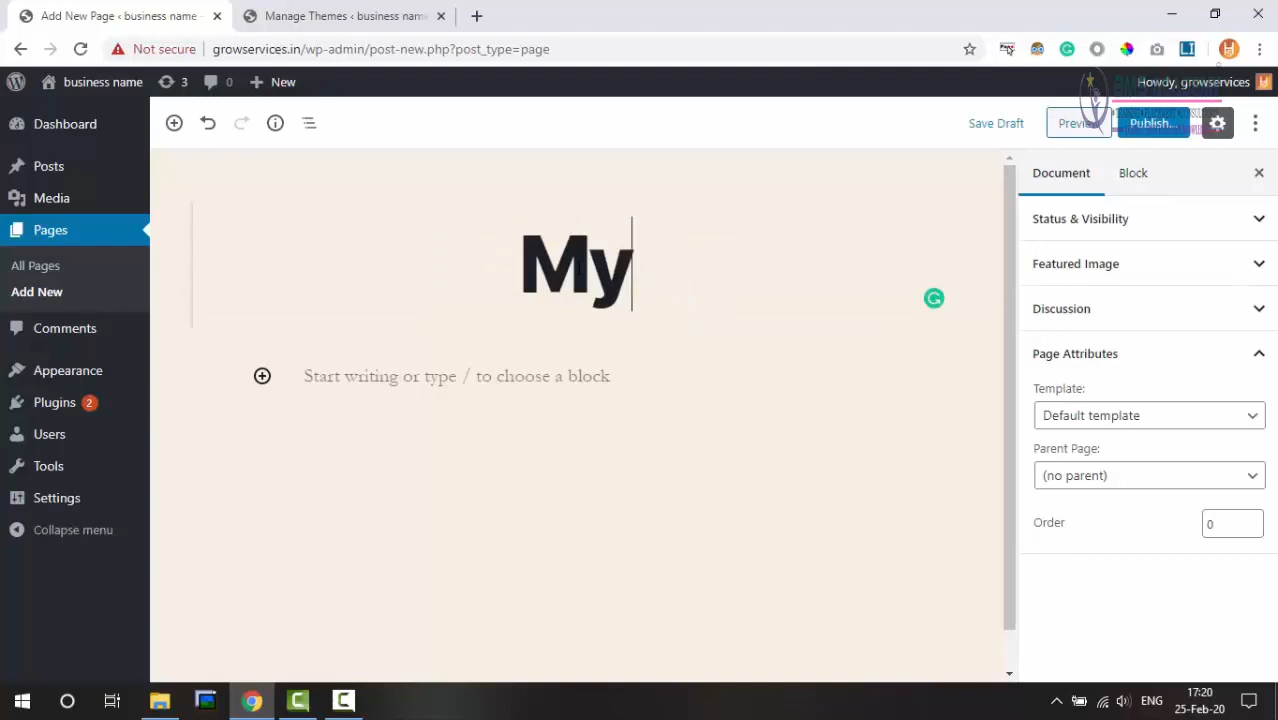 Add New Page ‹ business name -
Manage Themes ‹ business name
Not secure growservices.in/wp-admin/post-new.php?post_type=page
business name 3 0 New Howdy, growservices
Dashboard
Posts
Media
Pages
All Pages
Add New
Comments
Appearance
Plugins 2
Users
Tools
Settings
Collapse menu
Save Draft Preview Publish...
My
Start writing or type / to choose a block
Document Block
Status & Visibility
Featured Image
Discussion
Page Attributes
Template:
Default template
Parent Page:
(no parent)
Order 0
ENG
17:20
25-Feb-20